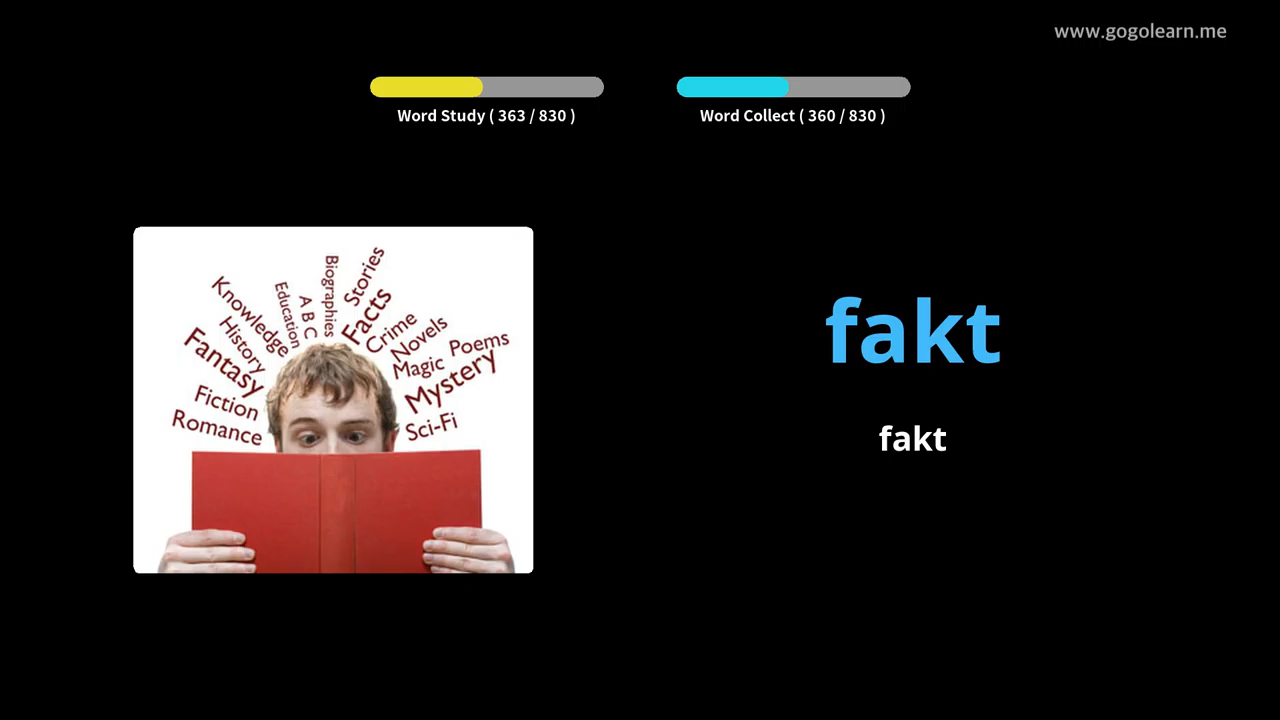 www.gogolearn.me
Word Study ( 363 / 830 )
Word Collect ( 360 / 830 )
Romance
Fiction
Fantasy
History
Knowledge
Education
A B C
Biographies
Stories
Facts
Crime
Novels
Magic
Poems
Mystery
Sci-Fi
fakt
fakt